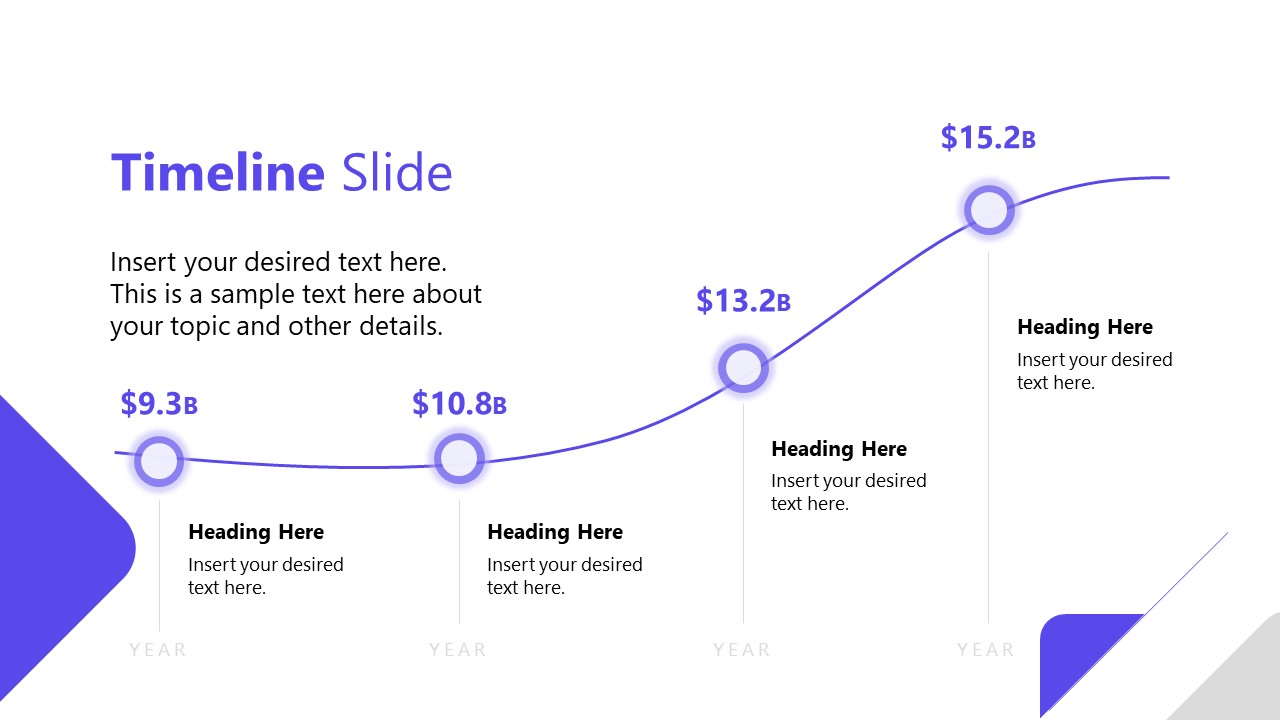 Timeline Slide
Insert your desired text here.
This is a sample text here about
your topic and other details.
$9.3B
$10.8B
$13.2B
$15.2B
Heading Here
Insert your desired
text here.
Heading Here
Insert your desired
text here.
Heading Here
Insert your desired
text here.
Heading Here
Insert your desired
text here.
YEAR
YEAR
YEAR
YEAR